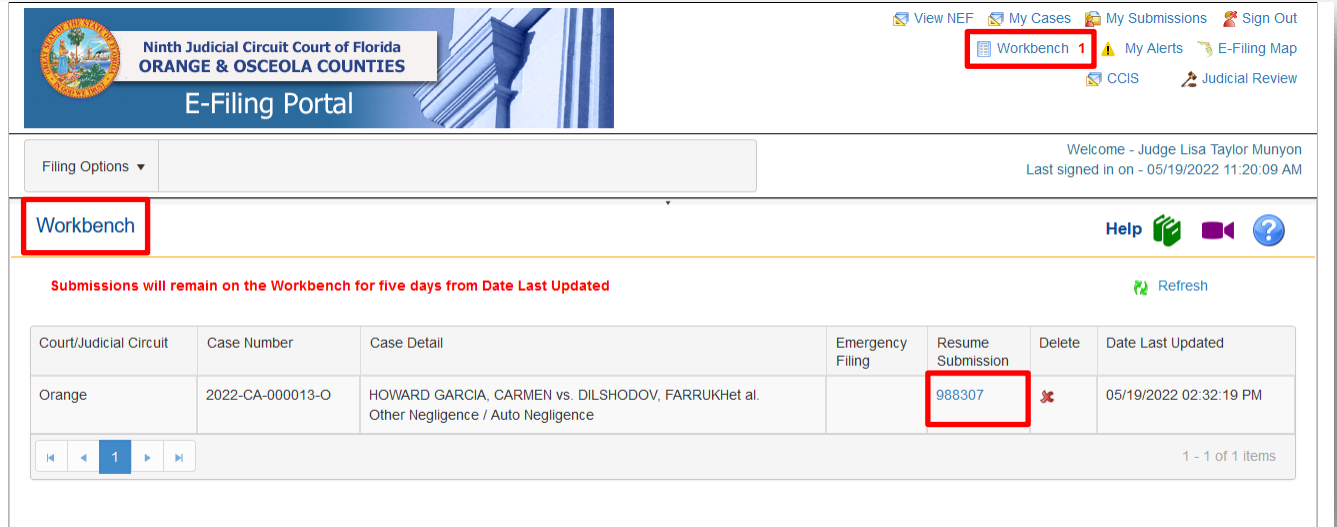 View NEF My Cases My Submissions Sign Out
Workbench 1 My Alerts E-Filing Map
CCIS Judicial Review
Ninth Judicial Circuit Court of Florida
ORANGE & OSCEOLA COUNTIES
E-Filing Portal
Filing Options
Welcome - Judge Lisa Taylor Munyon
Last signed in on - 05/19/2022 11:20:09 AM
Workbench
Help
Submissions will remain on the Workbench for five days from Date Last Updated
Refresh
Court/Judicial Circuit Case Number Case Detail Emergency Filing Resume Submission Delete Date Last Updated
Orange 2022-CA-000013-O HOWARD GARCIA, CARMEN vs. DILSHODOV, FARRUKHet al. 988307 05/19/2022 02:32:19 PM
Other Negligence / Auto Negligence
1
1 - 1 of 1 items